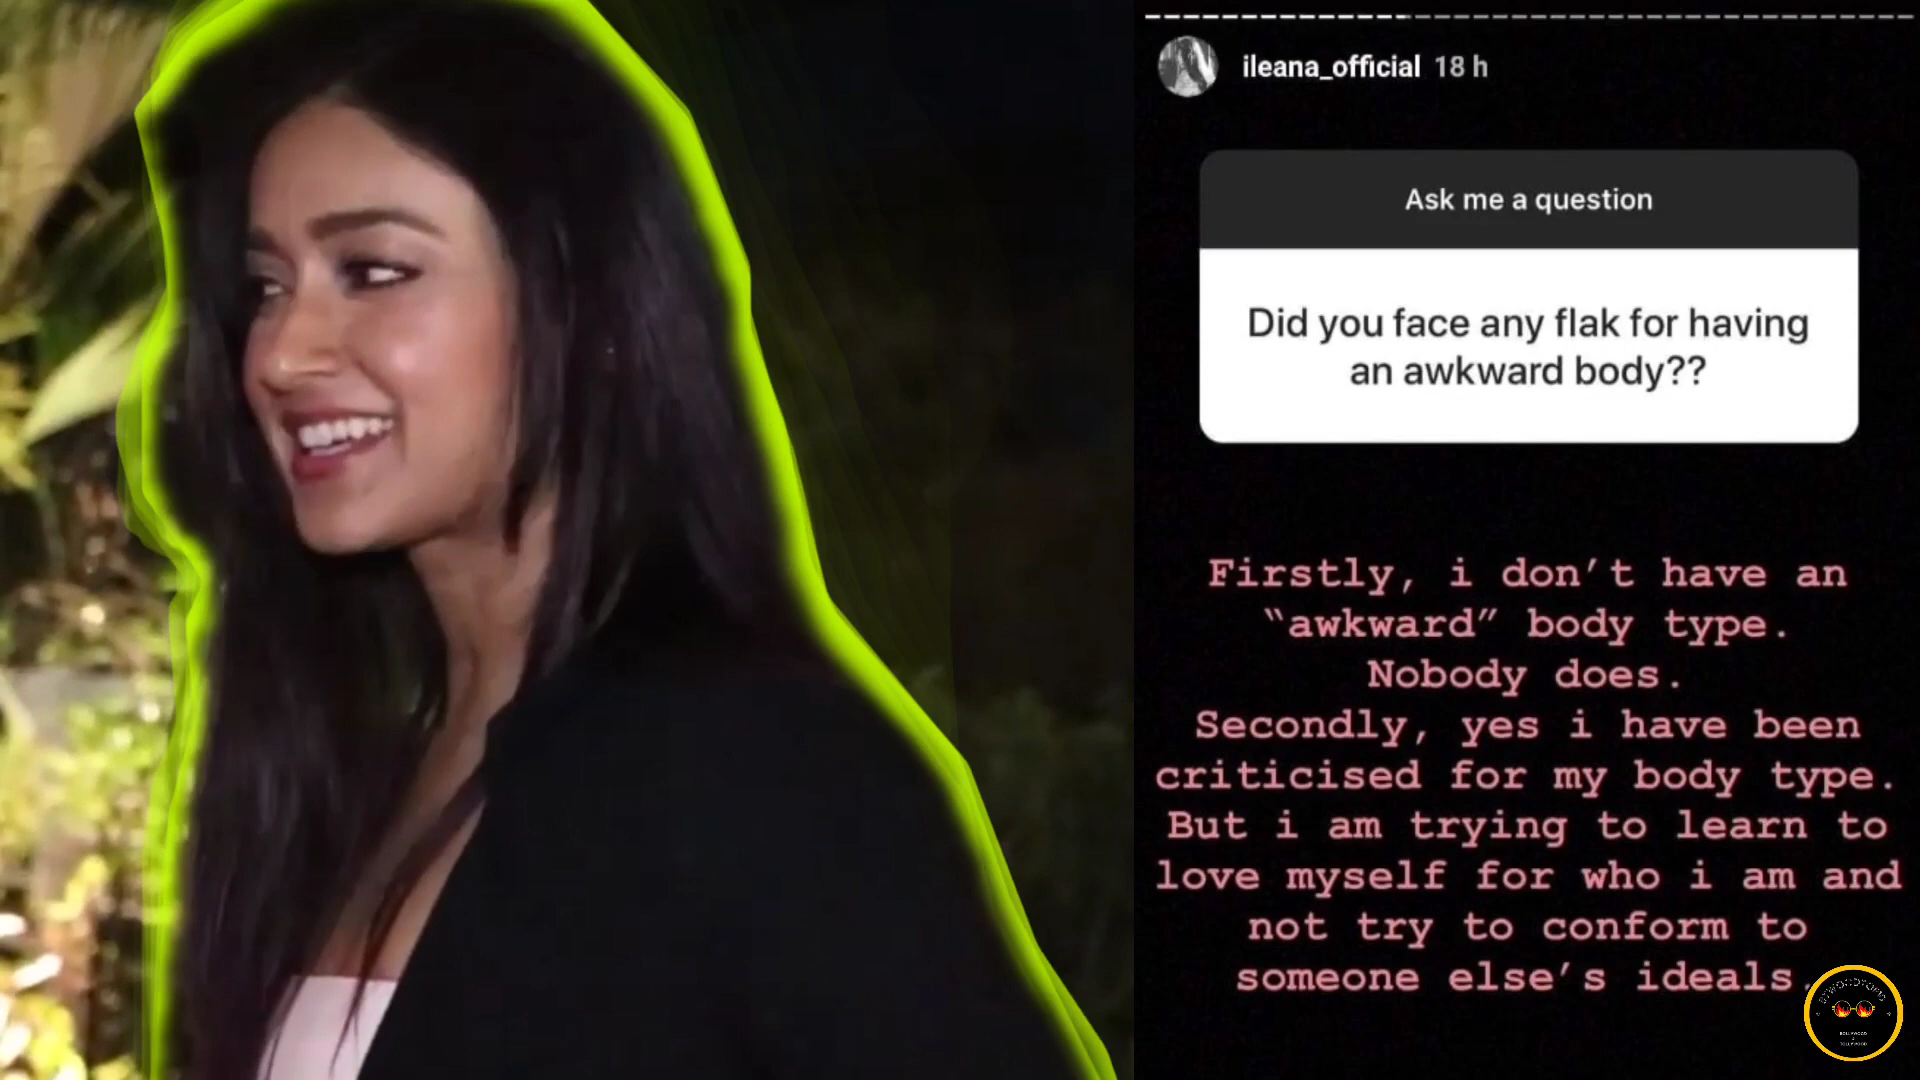 ileana_official 18 h
Ask me a question
Did you face any flak for having
an awkward body??
Firstly, i don’t have an
“awkward” body type.
Nobody does.
Secondly, yes i have been
criticised for my body type.
But i am trying to learn to
love myself for who i am and
not try to conform to
someone else’s ideals.
BOLLYWOOD
TOLLYWOOD